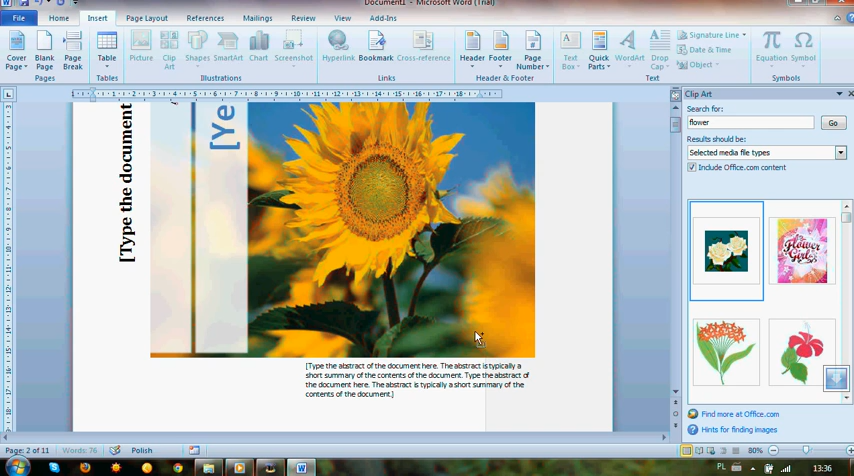 Document1 - Microsoft Word (Trial)
File Home Insert Page Layout References Mailings Review View Add-Ins
Cover Page
Blank Page
Page Break
Table
Picture
Clip Art
Shapes
SmartArt
Chart
Screenshot
Hyperlink
Bookmark
Cross-reference
Header
Footer
Page Number
Text Box
Quick Parts
WordArt
Drop Cap
Signature Line
Date & Time
Object
Equation
Symbol
Pages Tables Illustrations Links Header & Footer Text Symbols
[Type the document
[Ye
[Type the abstract of the document here. The abstract is typically a
short summary of the contents of the document. Type the abstract of
the document here. The abstract is typically a short summary of the
contents of the document.]
Clip Art
Search for:
flower
Go
Results should be:
Selected media file types
Include Office.com content
Flower Girl
Find more at Office.com
Hints for finding images
Page: 2 of 11 Words: 76 Polish 80%
PL 13:36